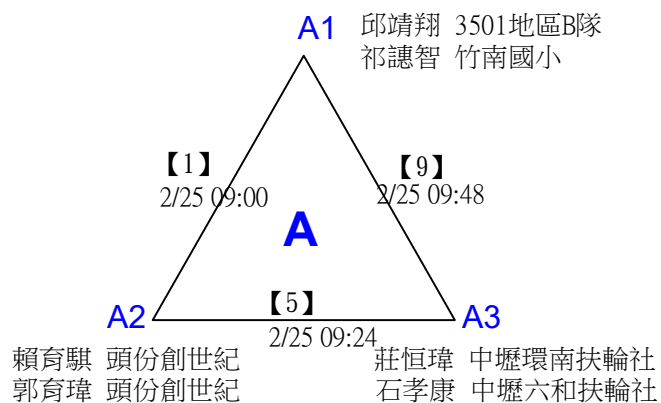 A1 邱靖翔 3501地區B隊
祁譓智 竹南國小
【1】
2/25 09:00
【9】
2/25 09:48
A
【5】
2/25 09:24
A2
A3
賴育騏 頭份創世紀
郭育瑋 頭份創世紀
莊恒瑋 中壢環南扶輪社
石孝康 中壢六和扶輪社